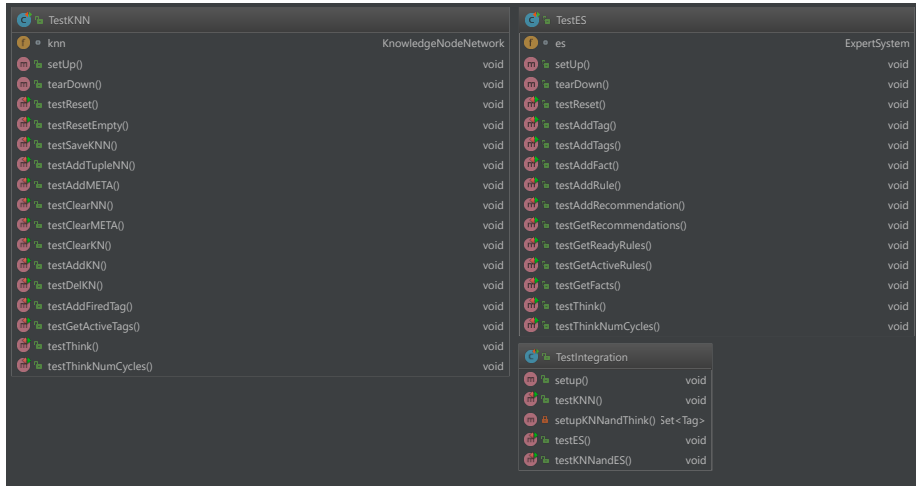 TestKNN
knn KnowledgeNodeNetwork
setUp() void
tearDown() void
testReset() void
testResetEmpty() void
testSaveKNN() void
testAddTupleNN() void
testAddMETA() void
testClearNN() void
testClearMETA() void
testClearKN() void
testAddKN() void
testDelKN() void
testAddFiredTag() void
testGetActiveTags() void
testThink() void
testThinkNumCycles() void
TestES
es ExpertSystem
setUp() void
tearDown() void
testReset() void
testAddTag() void
testAddTags() void
testAddFact() void
testAddRule() void
testAddRecommendation() void
testGetRecommendations() void
testGetReadyRules() void
testGetActiveRules() void
testGetFacts() void
testThink() void
testThinkNumCycles() void
TestIntegration
setup() void
testKNN() void
setupKNNandThink() Set<Tag>
testES() void
testKNNandES() void